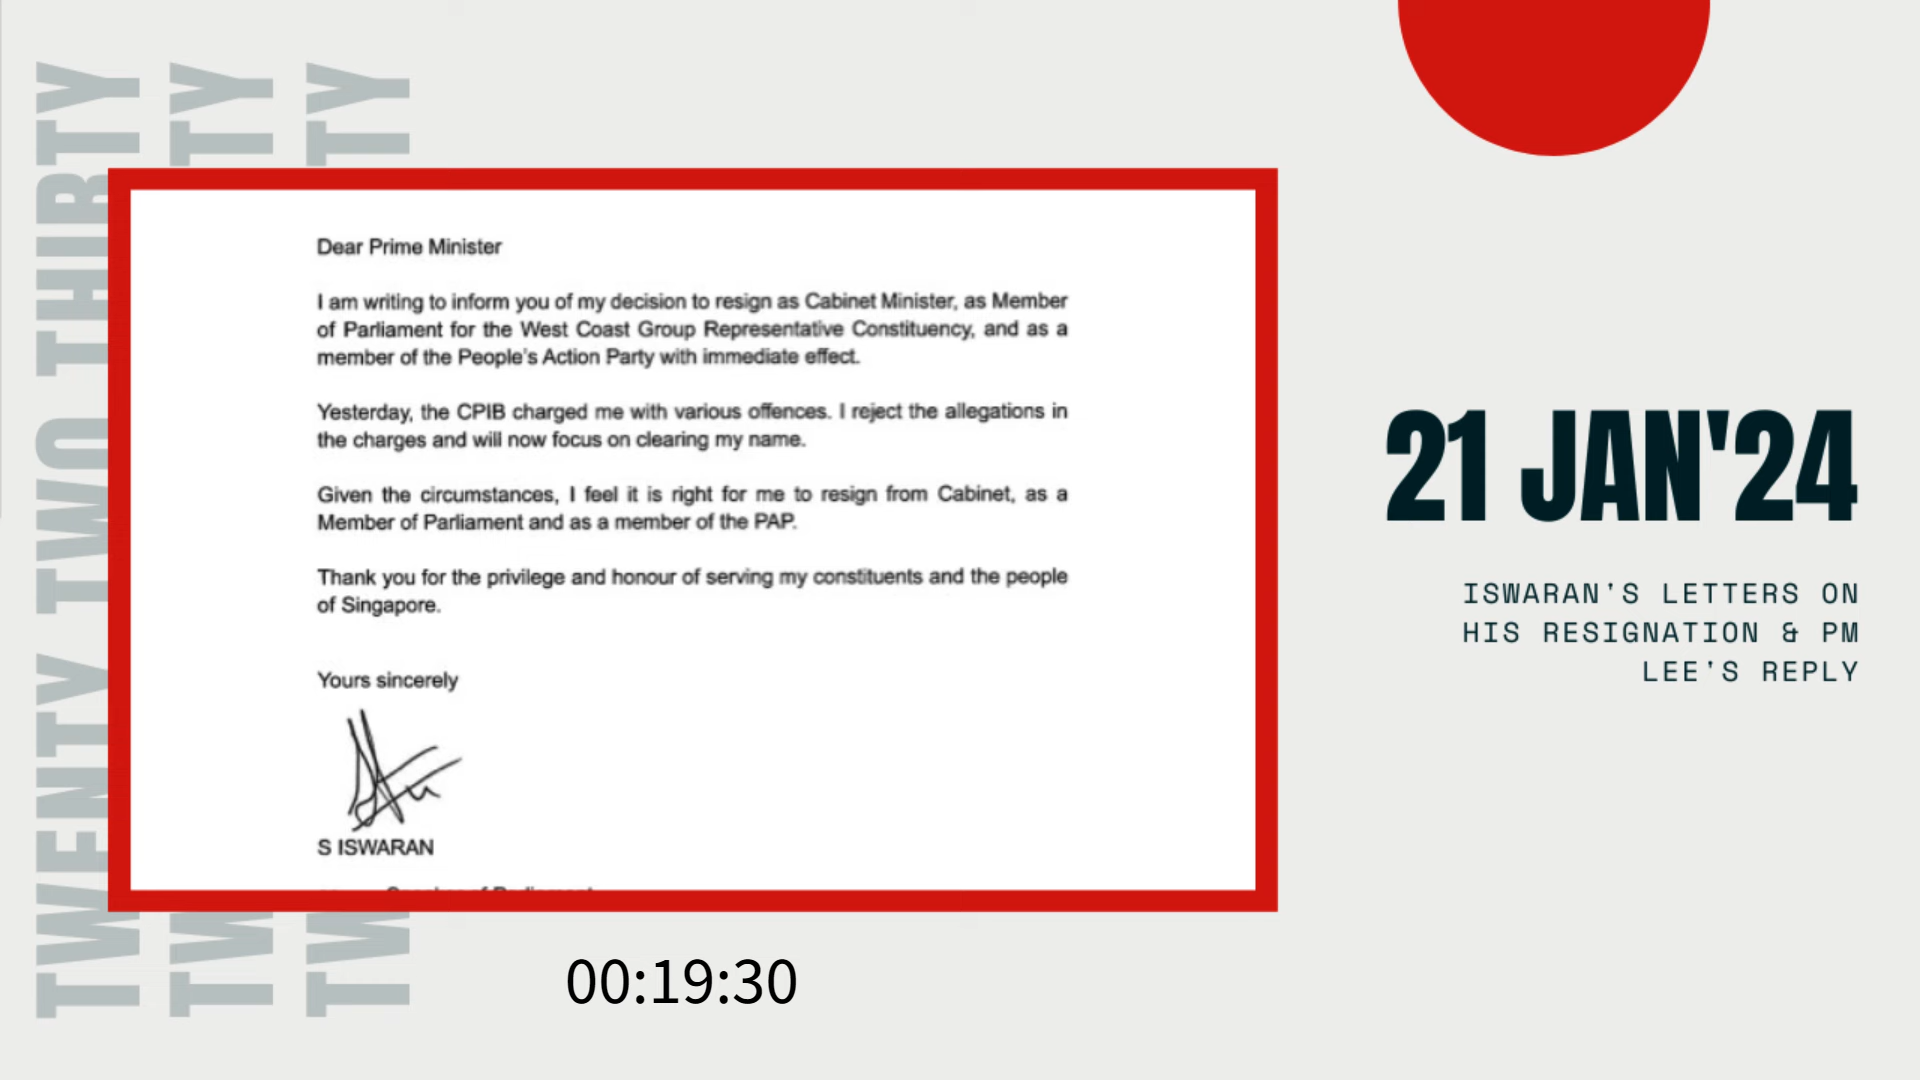 TWENTY TWO THIRTY
Dear Prime Minister
I am writing to inform you of my decision to resign as Cabinet Minister, as Member
of Parliament for the West Coast Group Representative Constituency, and as a
member of the People's Action Party with immediate effect.
Yesterday, the CPIB charged me with various offences. I reject the allegations in
the charges and will now focus on clearing my name.
Given the circumstances, I feel it is right for me to resign from Cabinet, as a
Member of Parliament and as a member of the PAP.
Thank you for the privilege and honour of serving my constituents and the people
of Singapore.
Yours sincerely
S ISWARAN
00:19:30
21 JAN'24
ISWARAN'S LETTERS ON
HIS RESIGNATION & PM
LEE'S REPLY